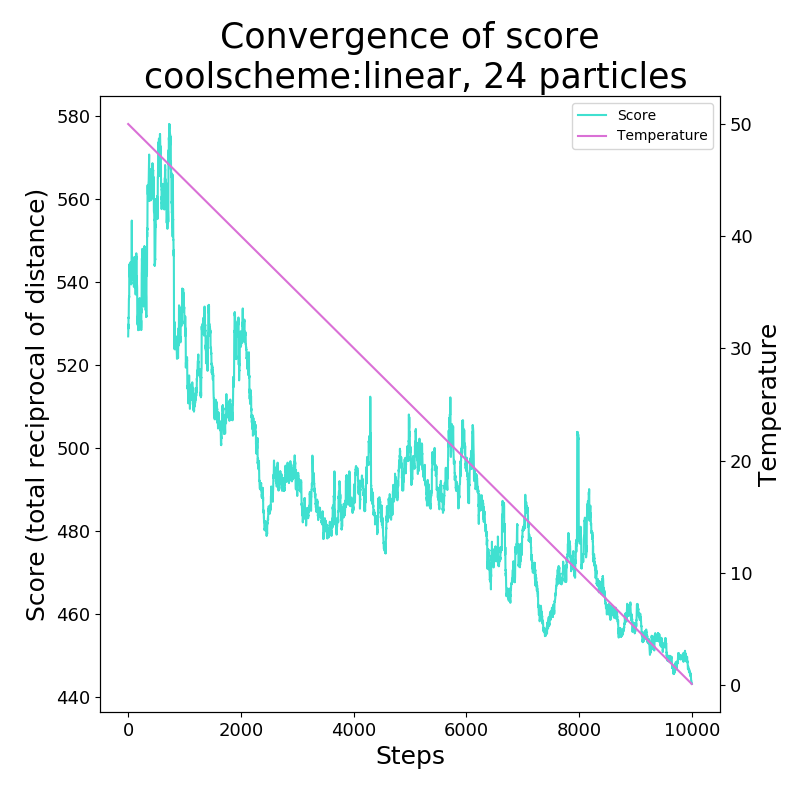 Convergence of score
coolscheme:linear, 24 particles
Score
Temperature
580
560
540
520
500
480
460
440
Score (total reciprocal of distance)
50
40
30
20
10
0
Temperature
0
2000
4000
6000
8000
10000
Steps